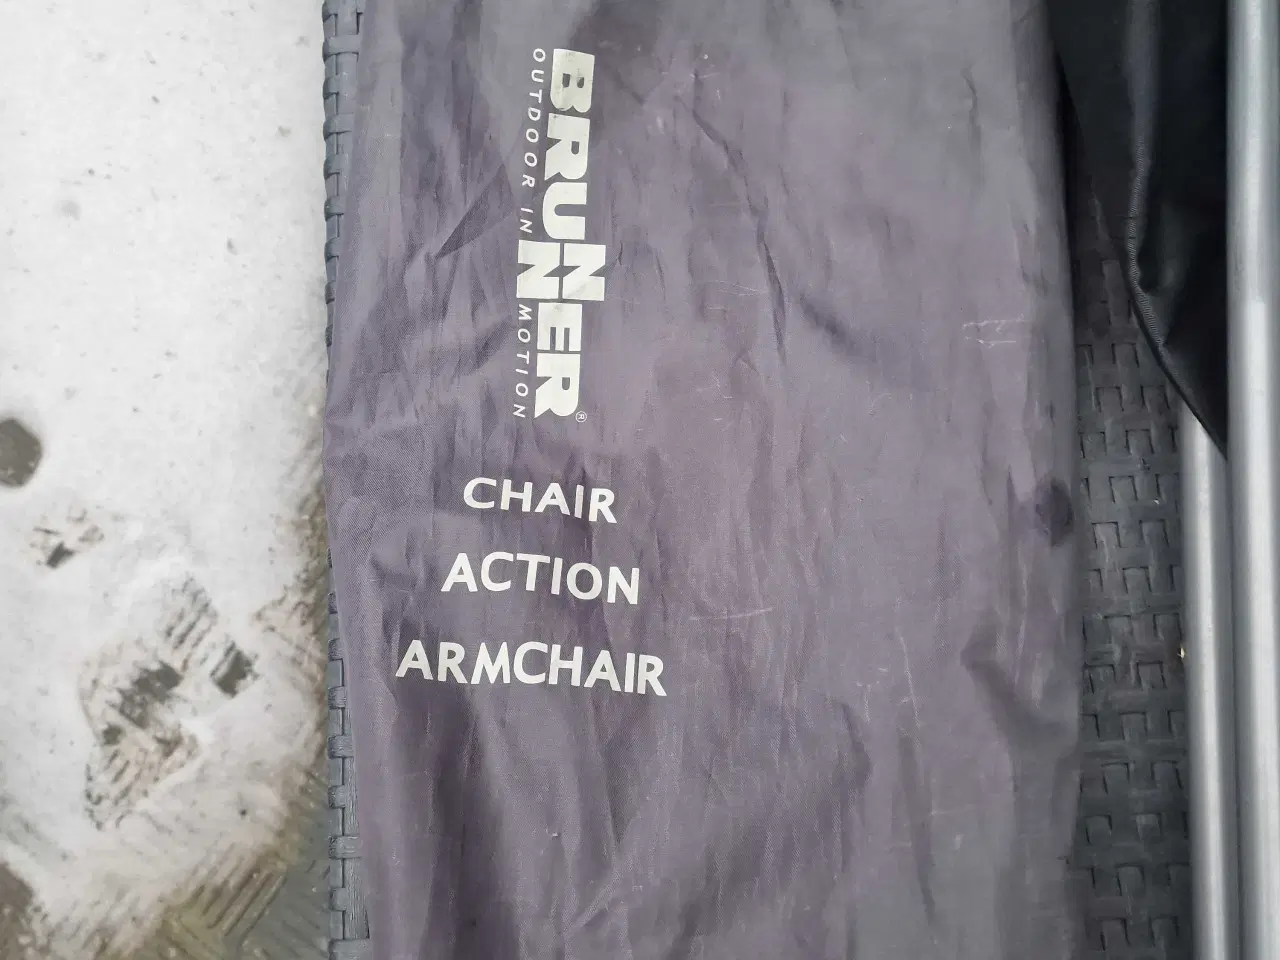 BRUNNER®
OUTDOOR IN MOTION
CHAIR
ACTION
ARMCHAIR